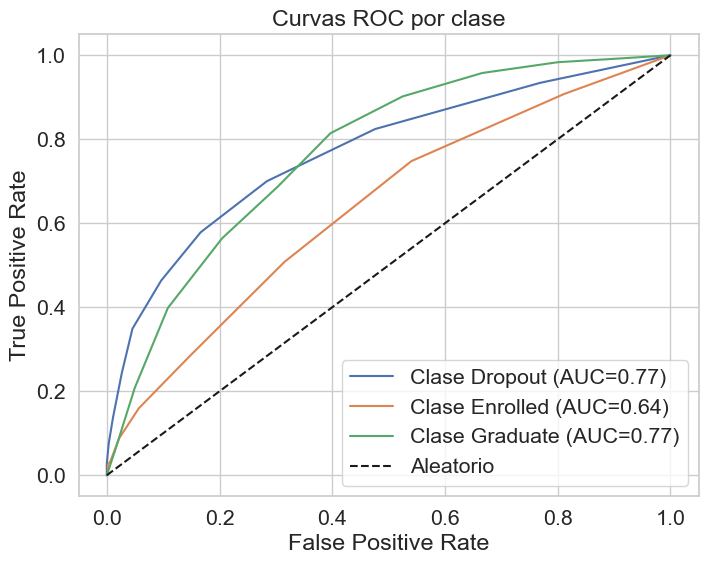 Curvas ROC por clase
True Positive Rate
1.0
0.8
0.6
0.4
0.2
0.0
Clase Dropout (AUC=0.77)
Clase Enrolled (AUC=0.64)
Clase Graduate (AUC=0.77)
Aleatorio
0.0 0.2 0.4 0.6 0.8 1.0
False Positive Rate